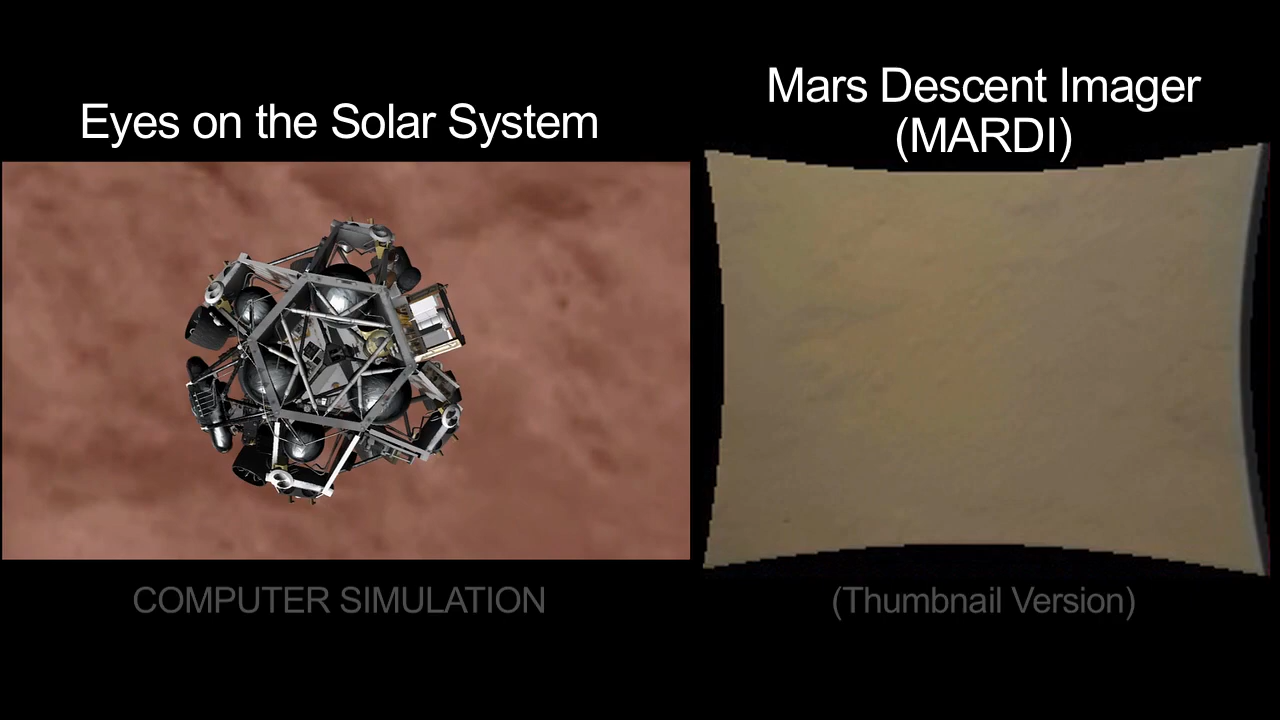 Eyes on the Solar System
Mars Descent Imager
(MARDI)
COMPUTER SIMULATION
(Thumbnail Version)